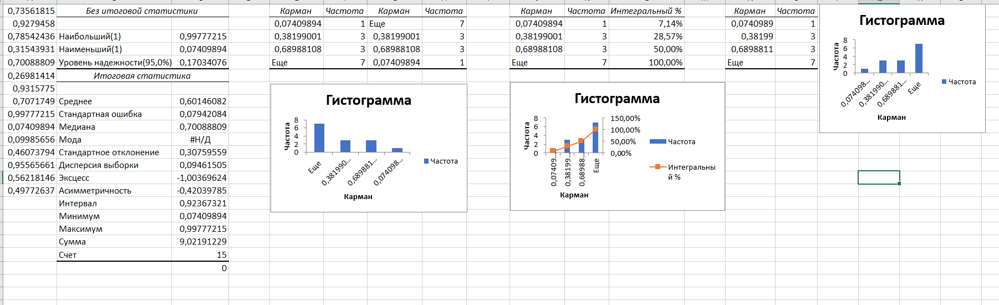 0,73561815 Без итоговой статистики Карман Частота Карман Частота Карман Частота Интегральный % Карман Частота
0,9279458 0,07409894 1 Еще 7 0,07409894 1 7,14% 0,0740989 1
0,78542436 Наибольший(1) 0,99777215 0,38199001 3 0,38199001 3 0,38199001 3 28,57% 0,38199 3
0,31543931 Наименьший(1) 0,07409894 0,68988108 3 0,68988108 3 0,68988108 3 50,00% 0,6898811 3
0,70088809 Уровень надежности(95,0%) 0,17034076 Еще 7 0,07409894 1 Еще 7 100,00% Еще 7
0,26981414 Итоговая статистика
0,9315775
0,7071749 Среднее 0,60146082
0,99777215 Стандартная ошибка 0,07942084
0,07409894 Медиана 0,70088809
0,09985656 Мода #Н/Д
0,46073794 Стандартное отклонение 0,30759559
0,95565661 Дисперсия выборки 0,09461505
0,56218146 Эксцесс -1,00369624
0,49772637 Асимметричность -0,42039785
Интервал 0,92367321
Минимум 0,07409894
Максимум 0,99777215
Сумма 9,02191229
Счет 15
0
Гистограмма
Частота
8
6
4
2
0
Еще 0,381990... 0,689881... 0,074098...
Карман
Частота
Гистограмма
Частота
8
6
4
2
0
150,00%
100,00%
50,00%
0,00%
0,07409... 0,38199... 0,68988... Еще
Карман
Частота
Интегральны
й %
Гистограмма
Частота
8
6
4
2
0
0,074098... 0,381990... 0,689881... Еще
Карман
Частота